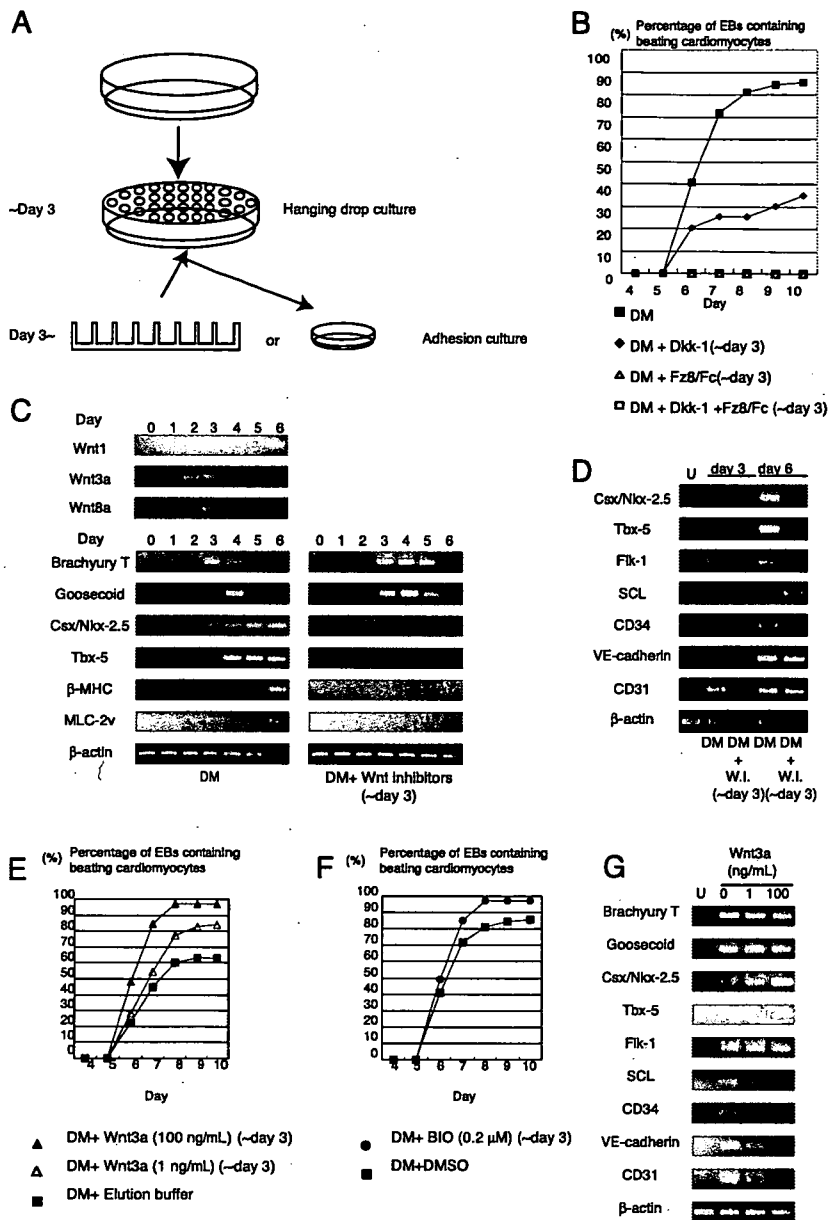 A
~Day 3
Hanging drop culture
Day 3~
or
Adhesion culture
B
(%) Percentage of EBs containing
beating cardiomyocytes
100
90
80
70
60
50
40
30
20
10
0
4 5 6 7 8 9 10
Day
■ DM
◆ DM + Dkk-1(~day 3)
△ DM + Fz8/Fc(~day 3)
□ DM + Dkk-1 +Fz8/Fc (~day 3)
C
Day
0 1 2 3 4 5 6
Wnt1
Wnt3a
Wnt8a
Day 0 1 2 3 4 5 6 0 1 2 3 4 5 6
Brachyury T
Goosecoid
Csx/Nkx-2.5
Tbx-5
β-MHC
MLC-2v
β-actin
DM
DM+ Wnt inhibitors
(~day 3)
D
U day 3 day 6
Csx/Nkx-2.5
Tbx-5
Flk-1
SCL
CD34
VE-cadherin
CD31
β-actin
DM DM DM DM
+ +
W.I. W.I.
(~day 3)(~day 3)
E
(%) Percentage of EBs containing
beating cardiomyocytes
100
90
80
70
60
50
40
30
20
10
0
4 5 6 7 8 9 10
Day
▲ DM+ Wnt3a (100 ng/mL) (~day 3)
△ DM+ Wnt3a (1 ng/mL) (~day 3)
■ DM+ Elution buffer
F
(%) Percentage of EBs containing
beating cardiomyocytes
100
90
80
70
60
50
40
30
20
10
0
4 5 6 7 8 9 10
Day
● DM+ BIO (0.2 μM) (~day 3)
■ DM+DMSO
G
Wnt3a
(ng/mL)
U 0 1 100
Brachyury T
Goosecoid
Csx/Nkx-2.5
Tbx-5
Flk-1
SCL
CD34
VE-cadherin
CD31
β-actin